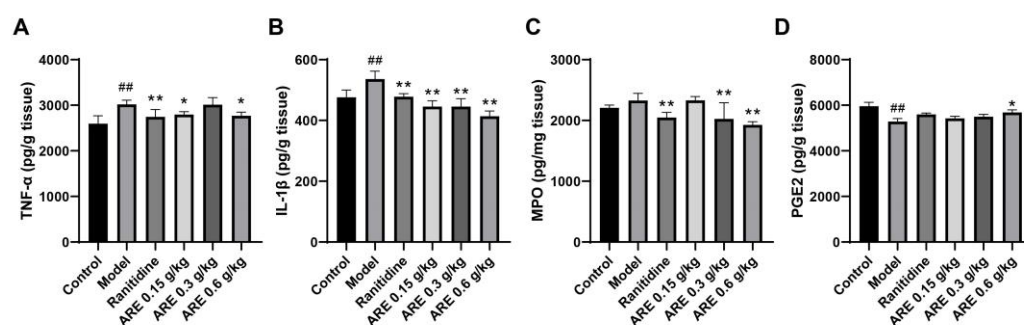 A
TNF-α (pg/g tissue)
4000
3000
2000
1000
0
##
**
*
*
Control
Model
Ranitidine
ARE 0.15 g/kg
ARE 0.3 g/kg
ARE 0.6 g/kg
B
IL-1β (pg/g tissue)
600
400
200
0
##
**
**
**
**
Control
Model
Ranitidine
ARE 0.15 g/kg
ARE 0.3 g/kg
ARE 0.6 g/kg
C
MPO (pg/mg tissue)
3000
2000
1000
0
**
**
**
Control
Model
Ranitidine
ARE 0.15 g/kg
ARE 0.3 g/kg
ARE 0.6 g/kg
D
PGE2 (pg/g tissue)
8000
6000
4000
2000
0
##
*
Control
Model
Ranitidine
ARE 0.15 g/kg
ARE 0.3 g/kg
ARE 0.6 g/kg